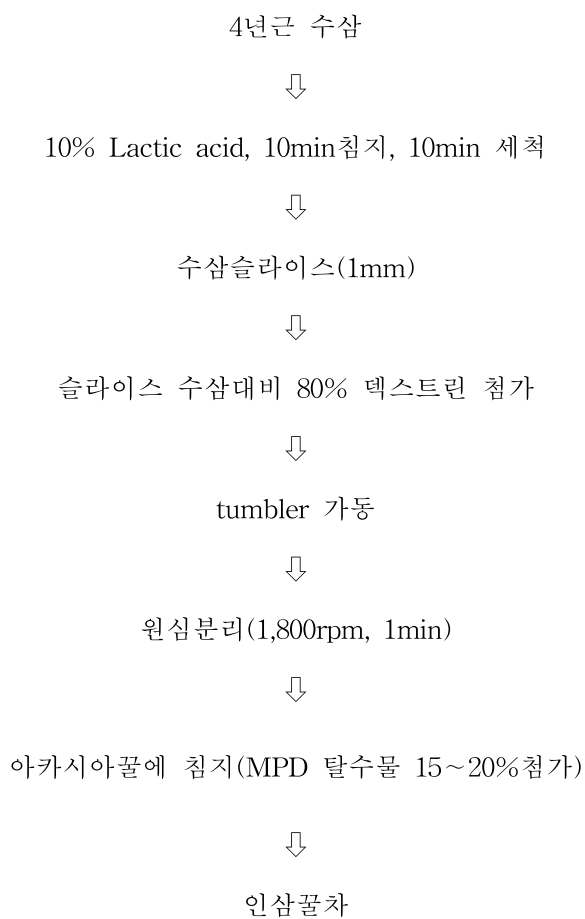 4년근 수삼
⇩
10% Lactic acid, 10min침지, 10min 세척
⇩
수삼슬라이스(1mm)
⇩
슬라이스 수삼대비 80% 덱스트린 첨가
⇩
tumbler 가동
⇩
원심분리(1,800rpm, 1min)
⇩
아카시아꿀에 침지(MPD 탈수물 15~20%첨가)
⇩
인삼꿀차